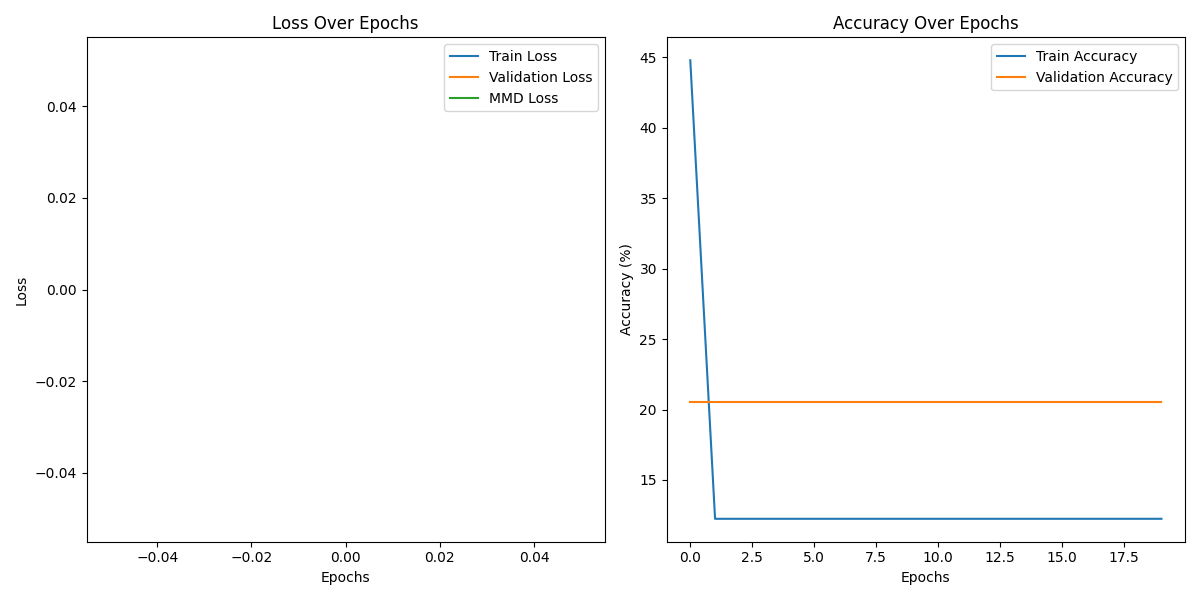 Loss Over Epochs
Train Loss
Validation Loss
MMD Loss
0.04
0.02
0.00
−0.02
−0.04
Loss
−0.04
−0.02
0.00
0.02
0.04
Epochs
Accuracy Over Epochs
Train Accuracy
Validation Accuracy
45
40
35
30
25
20
15
Accuracy (%)
0.0
2.5
5.0
7.5
10.0
12.5
15.0
17.5
Epochs